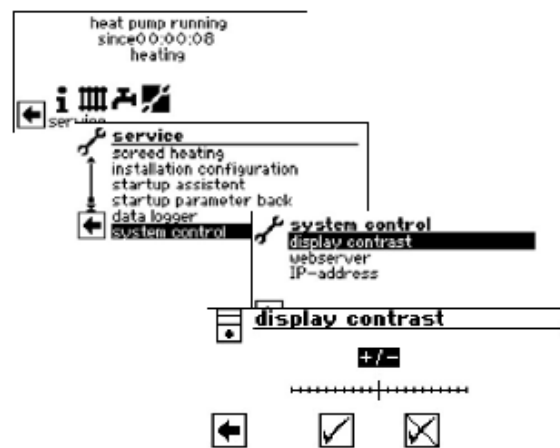 heat pump running
since00:00:08
heating
service
service
screed heating
installation configuration
startup assistent
startup parameter back
data logger
system control
system control
display contrast
webserver
IP-address
display contrast
+/-